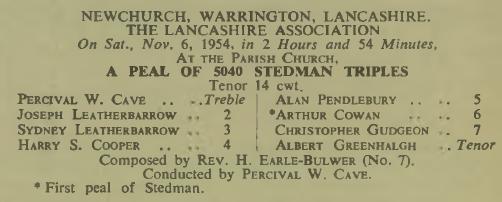 NEWCHURCH, WARRINGTON, LANCASHIRE.
THE LANCASHIRE ASSOCIATION
On Sat., Nov. 6, 1954, in 2 Hours and 54 Minutes,
AT THE PARISH CHURCH,
A PEAL OF 5040 STEDMAN TRIPLES
Tenor 14 cwt.
PERCIVAL W. CAVE .. ..Treble ALAN PENDLEBURY .. .. 5
JOSEPH LEATHERBARROW .. 2 *ARTHUR COWAN .. .. 6
SYDNEY LEATHERBARROW .. 3 CHRISTOPHER GUDGEON .. 7
HARRY S. COOPER .. .. 4 ALBERT GREENHALGH .. Tenor
Composed by REV. H. EARLE-BULWER (No. 7).
Conducted by PERCIVAL W. CAVE.
* First peal of Stedman.